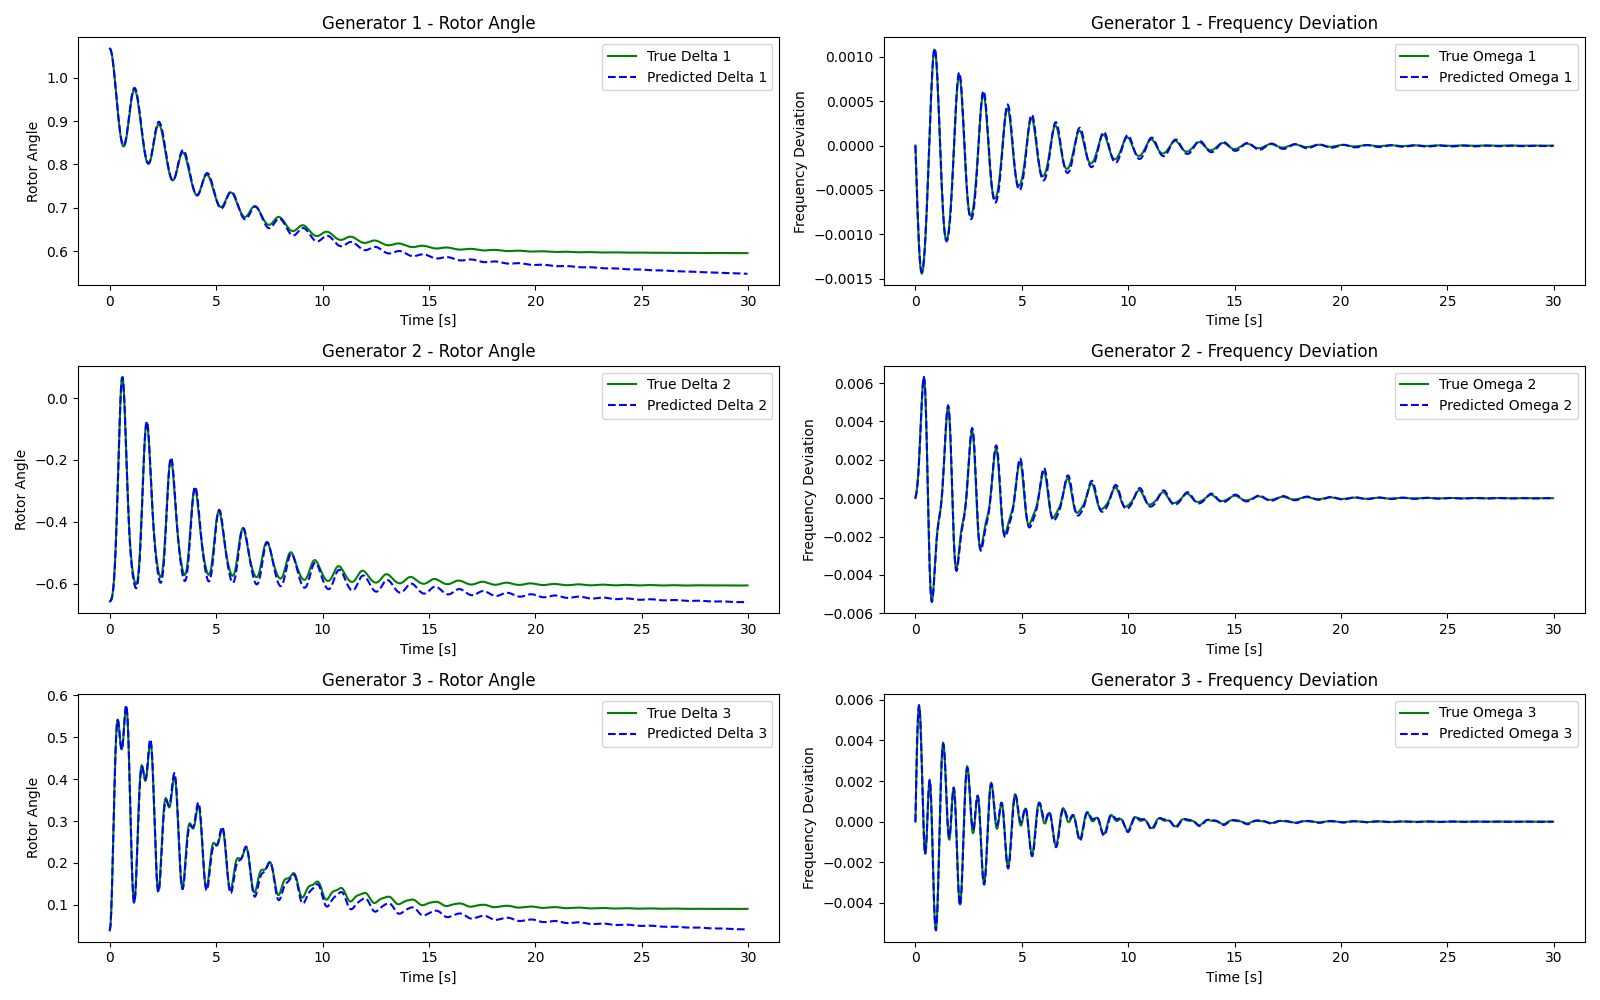 Generator 1 - Rotor Angle
Rotor Angle
1.0
0.9
0.8
0.7
0.6
True Delta 1
Predicted Delta 1
0 5 10 15 20 25 30
Time [s]
Generator 1 - Frequency Deviation
Frequency Deviation
0.0010
0.0005
0.0000
−0.0005
−0.0010
−0.0015
True Omega 1
Predicted Omega 1
0 5 10 15 20 25 30
Time [s]
Generator 2 - Rotor Angle
Rotor Angle
0.0
−0.2
−0.4
−0.6
True Delta 2
Predicted Delta 2
0 5 10 15 20 25 30
Time [s]
Generator 2 - Frequency Deviation
Frequency Deviation
0.006
0.004
0.002
0.000
−0.002
−0.004
−0.006
True Omega 2
Predicted Omega 2
0 5 10 15 20 25 30
Time [s]
Generator 3 - Rotor Angle
Rotor Angle
0.6
0.5
0.4
0.3
0.2
0.1
True Delta 3
Predicted Delta 3
0 5 10 15 20 25 30
Time [s]
Generator 3 - Frequency Deviation
Frequency Deviation
0.006
0.004
0.002
0.000
−0.002
−0.004
True Omega 3
Predicted Omega 3
0 5 10 15 20 25 30
Time [s]